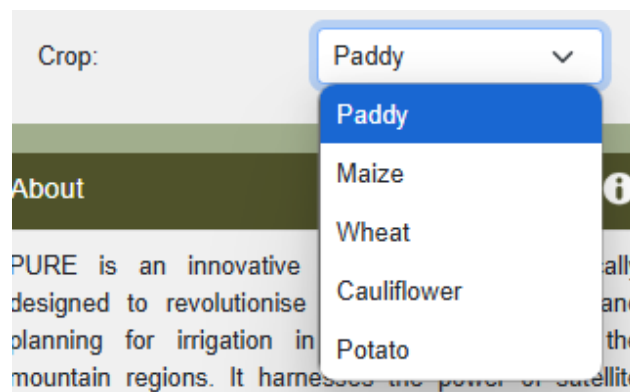 Crop:
Paddy
Paddy
Maize
Wheat
Cauliflower
Potato
About
PURE is an innovative
designed to revolutionise
planning for irrigation in
mountain regions. It harnesses the power of satellite